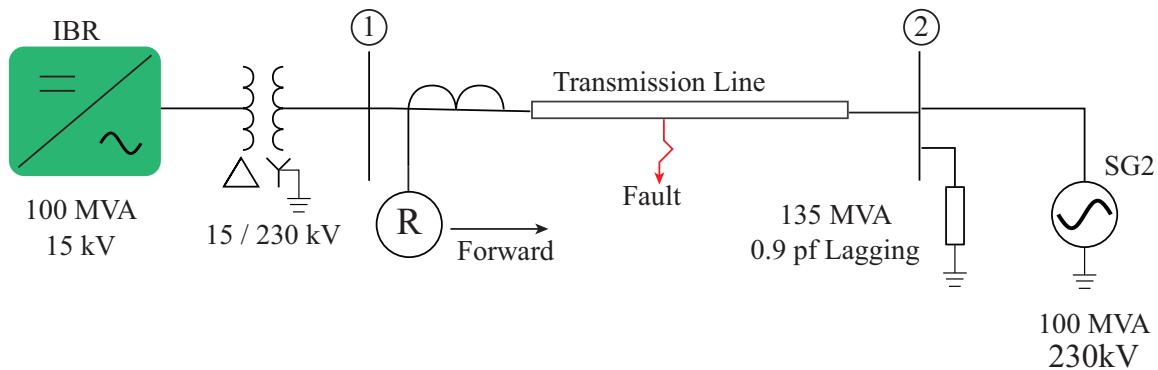 IBR
1
2
Transmission Line
Fault
SG2
100 MVA
15 kV
15 / 230 kV
R
Forward
135 MVA
0.9 pf Lagging
100 MVA
230kV